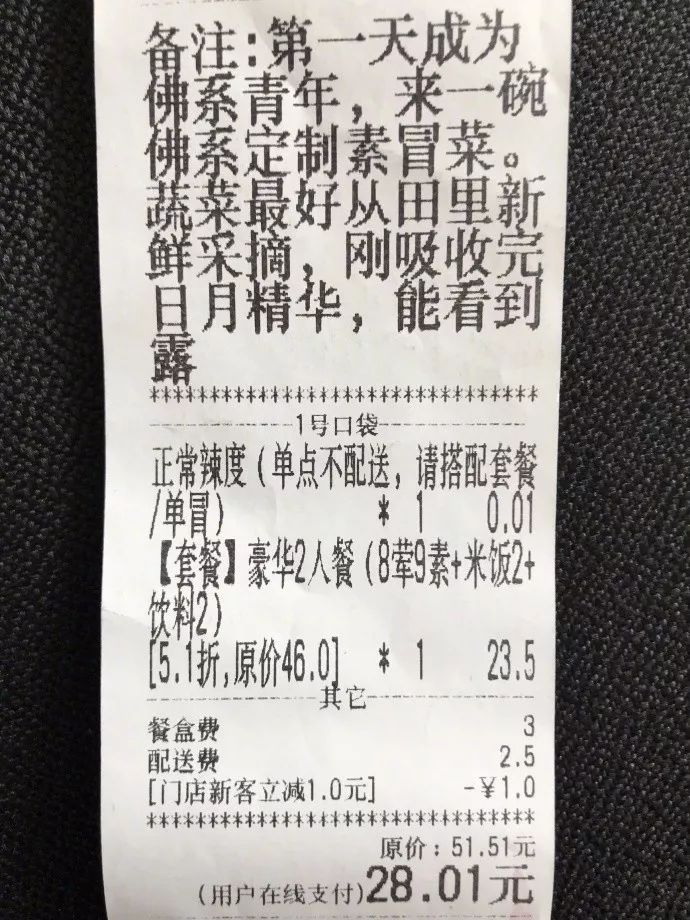 备注:第一天成为
佛系青年,来一碗
佛系定制素冒菜。
蔬菜最好从田里新
鲜采摘,刚吸收完
日月精华,能看到
露
********************************
1号口袋
正常辣度(单点不配送,请搭配套餐
/单冒) * 1 0.01
【套餐】豪华2人餐(8荤9素+米饭2+
饮料2)
[5.1折,原价46.0] * 1 23.5
其它
餐盒费 3
配送费 2.5
[门店新客立减1.0元] -¥1.0
********************************
原价:51.51元
(用户在线支付)28.01元